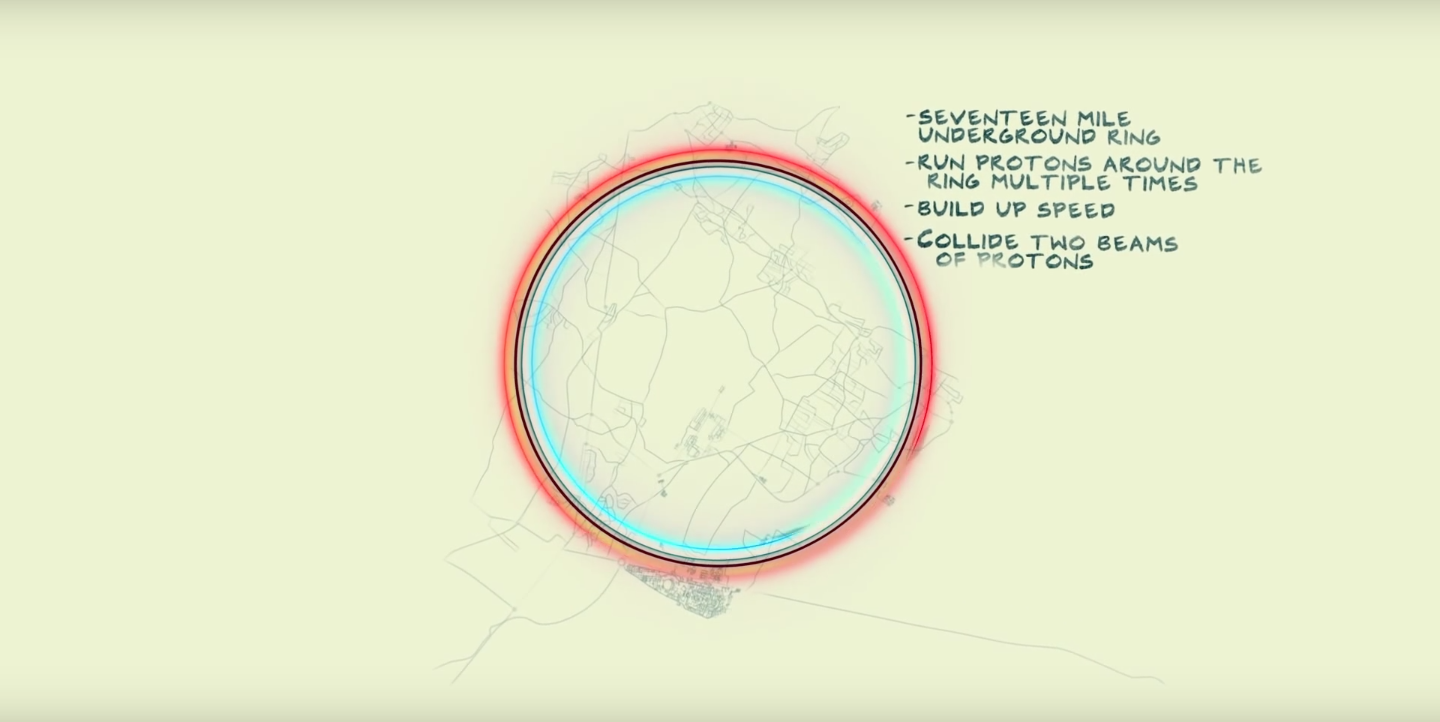 -SEVENTEEN MILE
UNDERGROUND RING
-RUN PROTONS AROUND THE
RING MULTIPLE TIMES
-BUILD UP SPEED
-COLLIDE TWO BEAMS
OF PROTONS